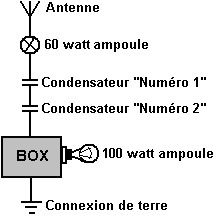 Antenne
60 watt ampoule
Condensateur "Numéro 1"
Condensateur "Numéro 2"
BOX
100 watt ampoule
Connexion de terre